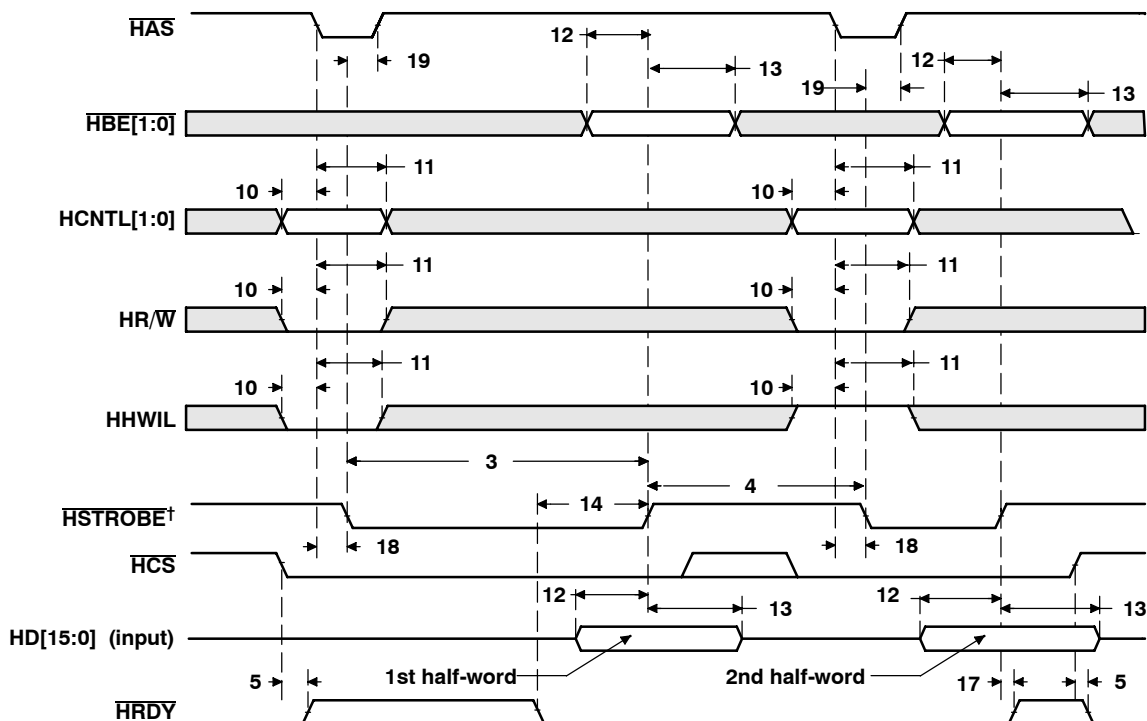 HAS
12
12
19
13
19
13
HBE[1:0]
11
11
10
10
HCNTL[1:0]
11
11
10
10
HR/W
11
11
10
10
HHWIL
3
4
14
HSTROBE†
18
18
HCS
12
13
12
13
HD[15:0] (input)
1st half-word
2nd half-word
5
17
5
HRDY